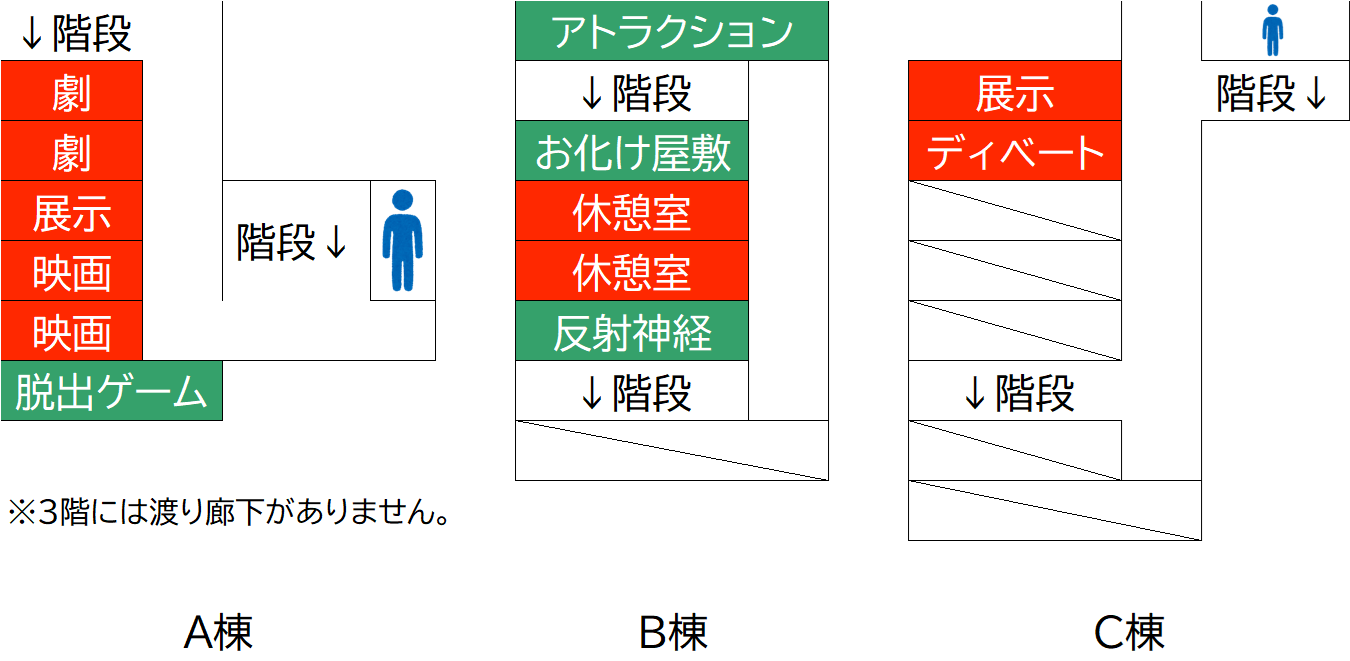 ↓階段
劇
劇
展示
映画
映画
脱出ゲーム
階段↓
※3階には渡り廊下がありません。
A棟
アトラクション
↓階段
お化け屋敷
休憩室
休憩室
反射神経
↓階段
B棟
展示
ディベート
↓階段
階段↓
C棟